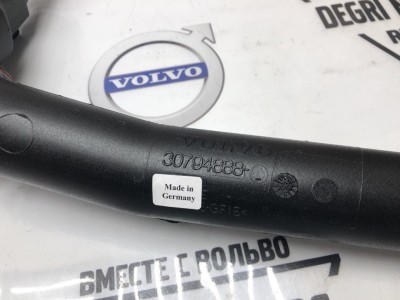 DEGRI
VOLVO
VOLVO
30794888-
Made in
Germany
ВМЕСТЕ С ВОЛЬВО